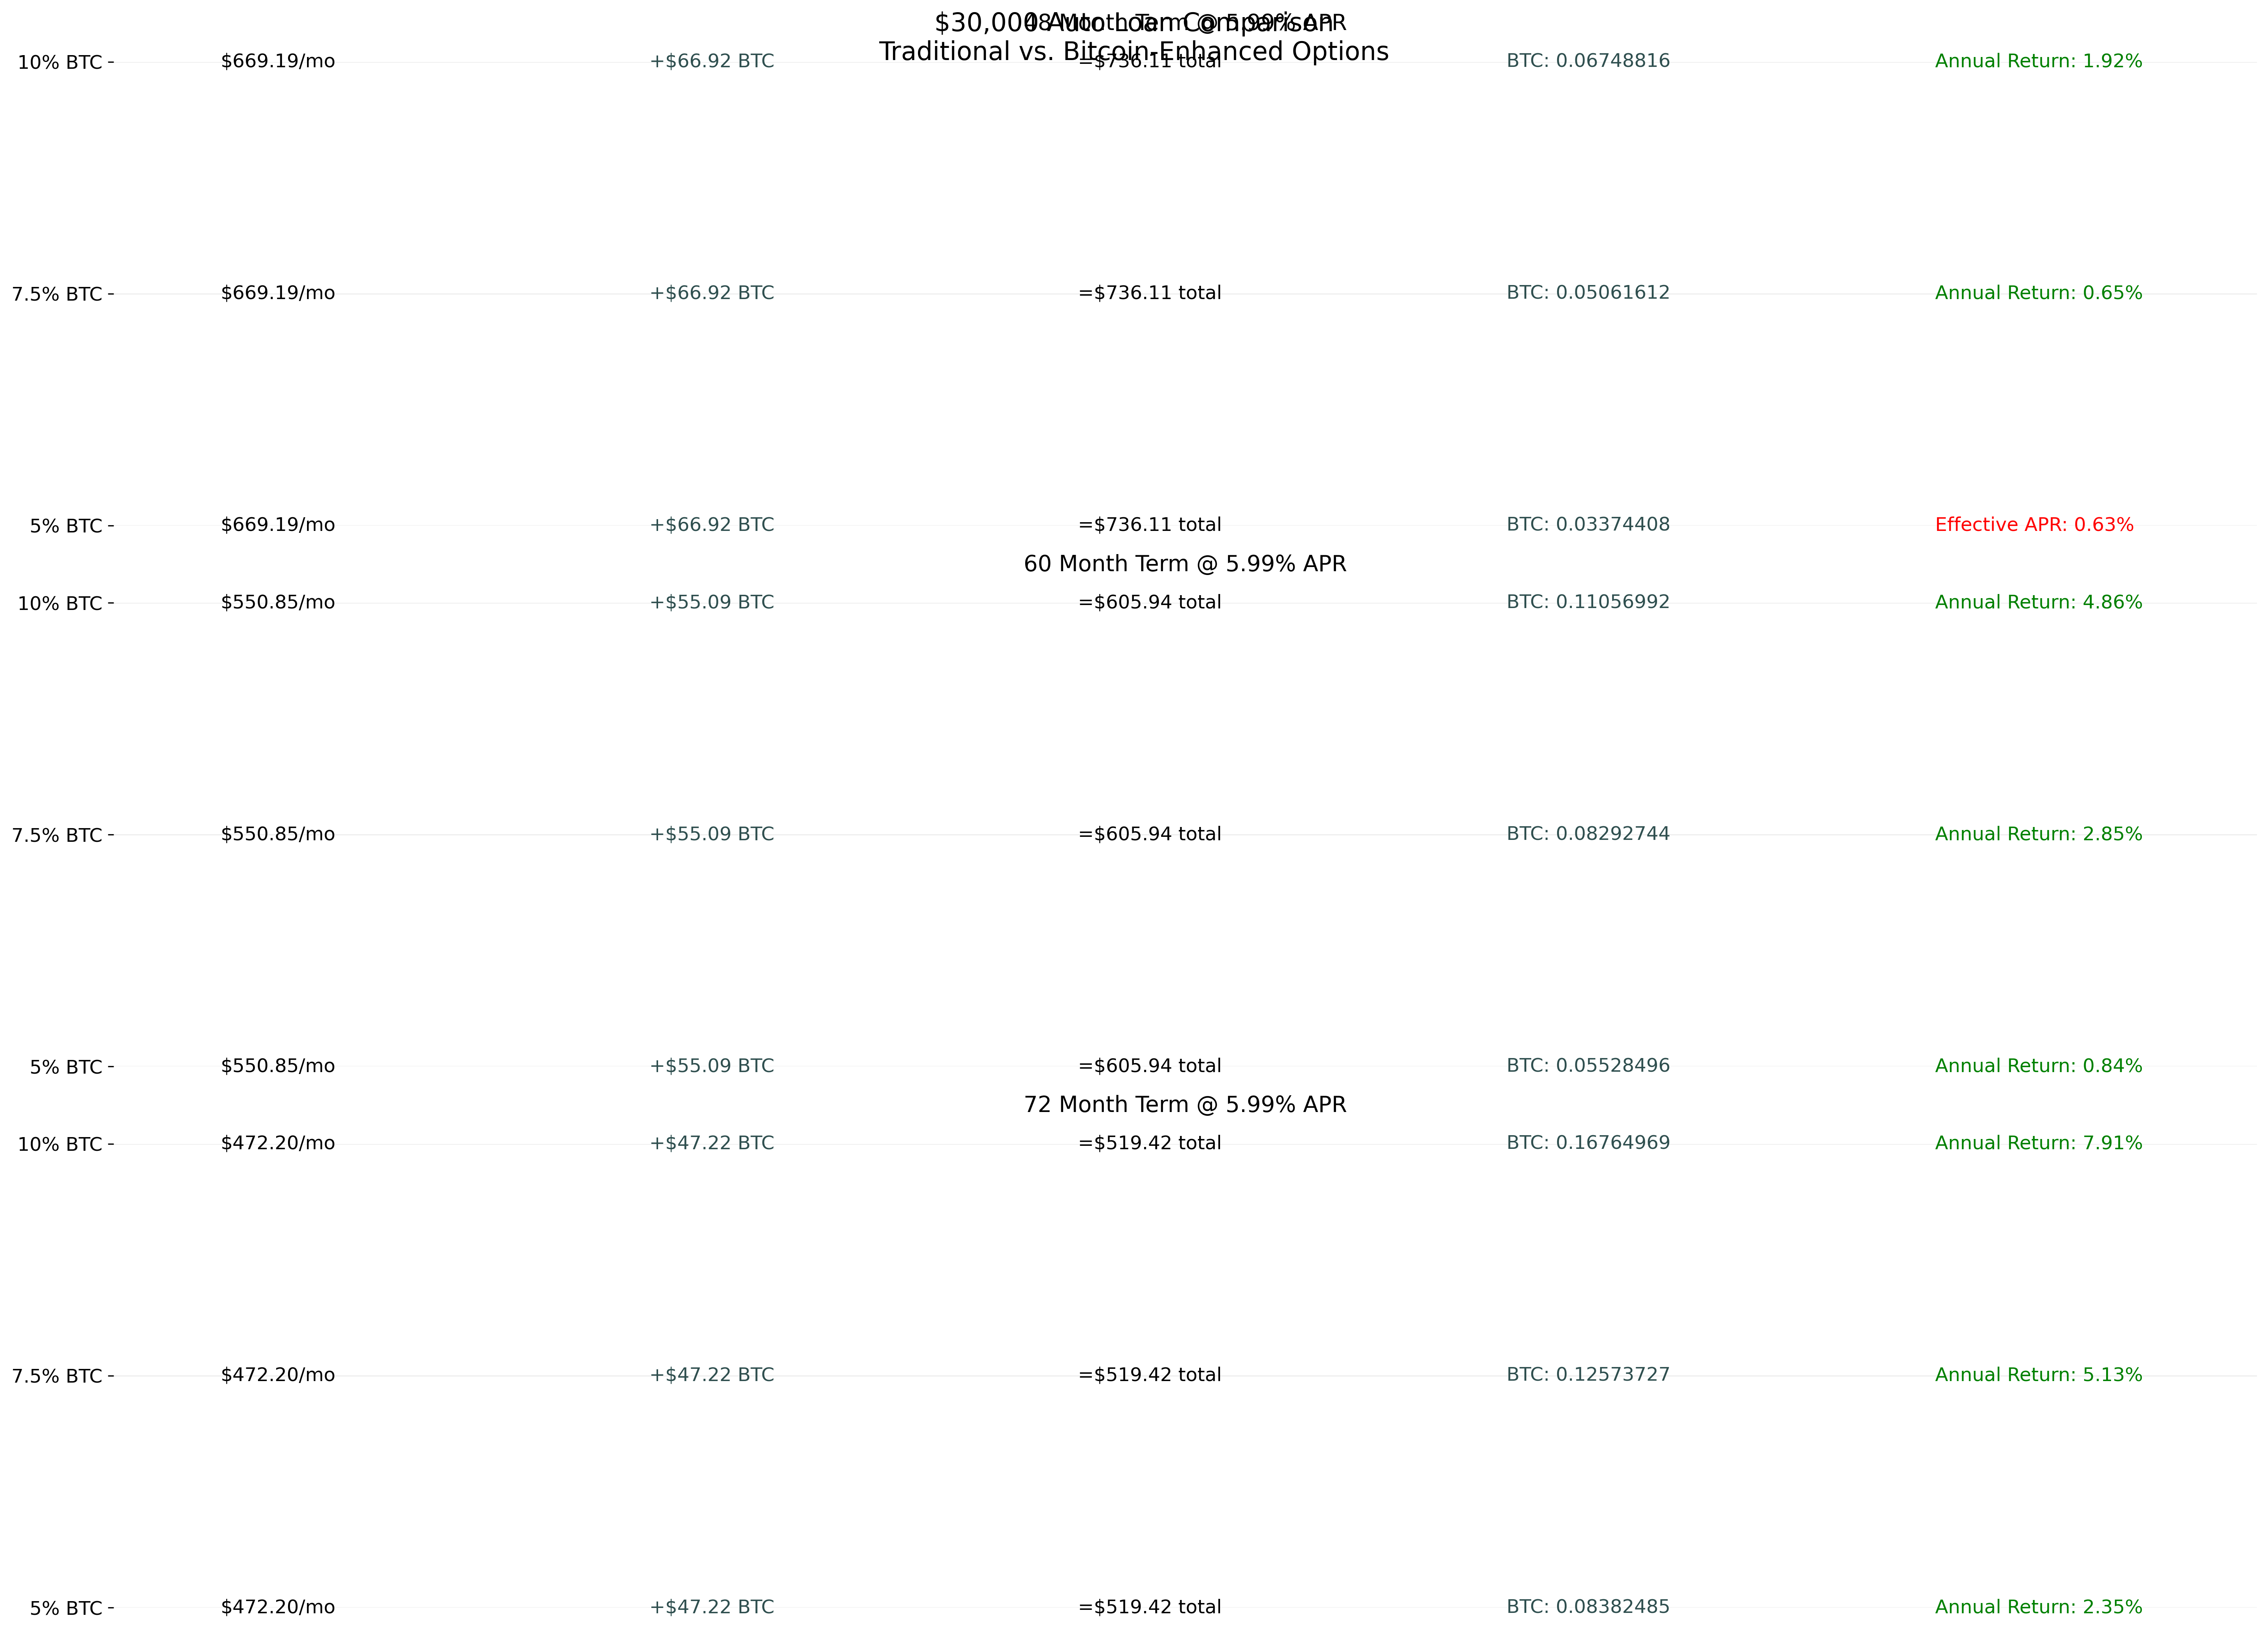 $30,000 Auto Loan Comparison
Traditional vs. Bitcoin-Enhanced Options
48 Month Term @ 5.99% APR
10% BTC $669.19/mo +$66.92 BTC =$736.11 total BTC: 0.06748816 Annual Return: 1.92%
7.5% BTC $669.19/mo +$66.92 BTC =$736.11 total BTC: 0.05061612 Annual Return: 0.65%
5% BTC $669.19/mo +$66.92 BTC =$736.11 total BTC: 0.03374408 Effective APR: 0.63%
60 Month Term @ 5.99% APR
10% BTC $550.85/mo +$55.09 BTC =$605.94 total BTC: 0.11056992 Annual Return: 4.86%
7.5% BTC $550.85/mo +$55.09 BTC =$605.94 total BTC: 0.08292744 Annual Return: 2.85%
5% BTC $550.85/mo +$55.09 BTC =$605.94 total BTC: 0.05528496 Annual Return: 0.84%
72 Month Term @ 5.99% APR
10% BTC $472.20/mo +$47.22 BTC =$519.42 total BTC: 0.16764969 Annual Return: 7.91%
7.5% BTC $472.20/mo +$47.22 BTC =$519.42 total BTC: 0.12573727 Annual Return: 5.13%
5% BTC $472.20/mo +$47.22 BTC =$519.42 total BTC: 0.08382485 Annual Return: 2.35%